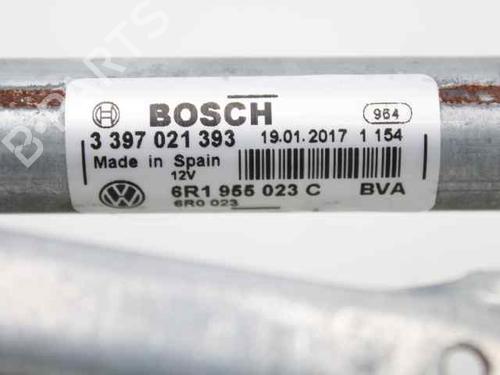 BOSCH 964
3 397 021 393 19.01.2017 1 154
Made in Spain
12V
6R1 955 023 C BVA
6R0 023
B-PARTS